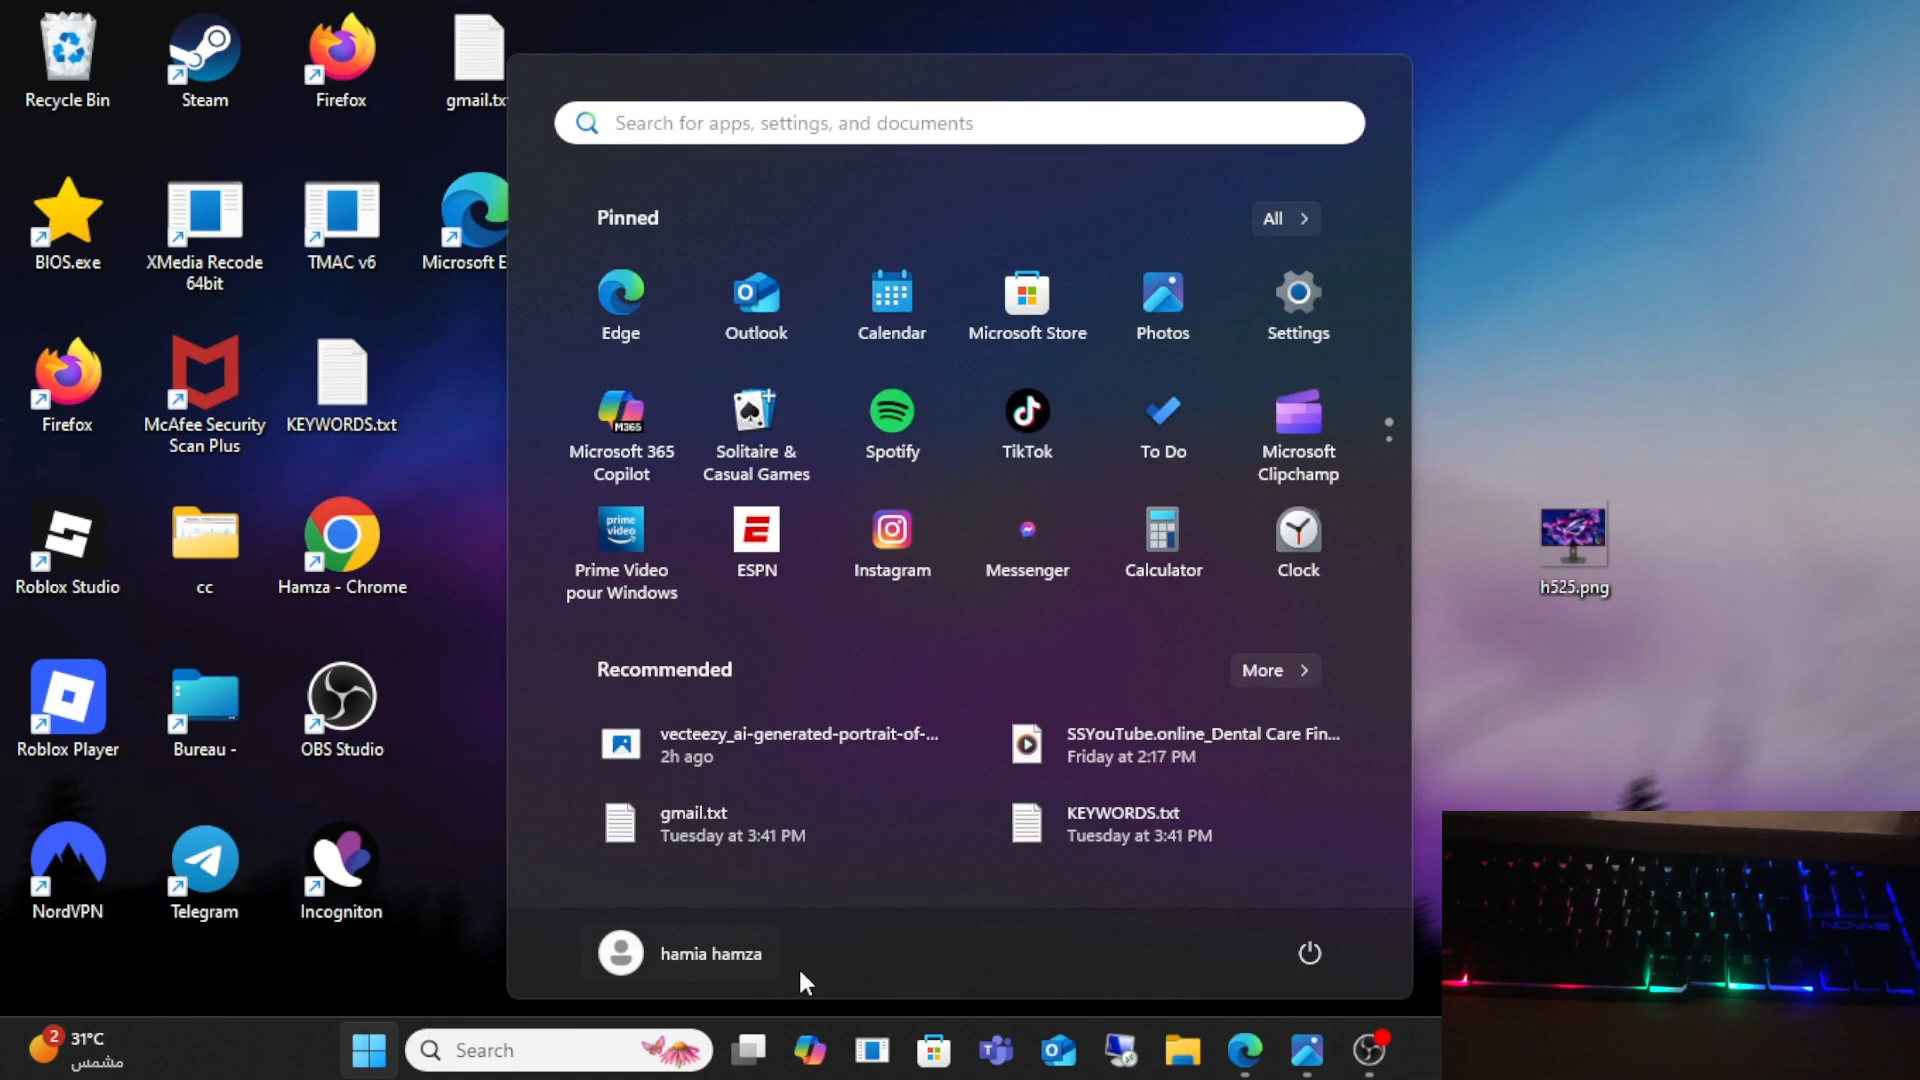 Recycle Bin
Steam
Firefox
gmail.tx
BIOS.exe
XMedia Recode
64bit
TMAC v6
Microsoft E
Firefox
McAfee Security
Scan Plus
KEYWORDS.txt
Roblox Studio
cc
Hamza - Chrome
Roblox Player
Bureau -
OBS Studio
NordVPN
Telegram
Incogniton
Search for apps, settings, and documents
Pinned
All
Edge
Outlook
Calendar
Microsoft Store
Photos
Settings
M365
Microsoft 365
Copilot
Solitaire &
Casual Games
Spotify
TikTok
To Do
Microsoft
Clipchamp
prime
video
Prime Video
pour Windows
ESPN
Instagram
Messenger
Calculator
Clock
Recommended
More
vecteezy_ai-generated-portrait-of-...
2h ago
SSYouTube.online_Dental Care Fin...
Friday at 2:17 PM
gmail.txt
Tuesday at 3:41 PM
KEYWORDS.txt
Tuesday at 3:41 PM
hamia hamza
h525.png
2
31°C
مشمس
Search